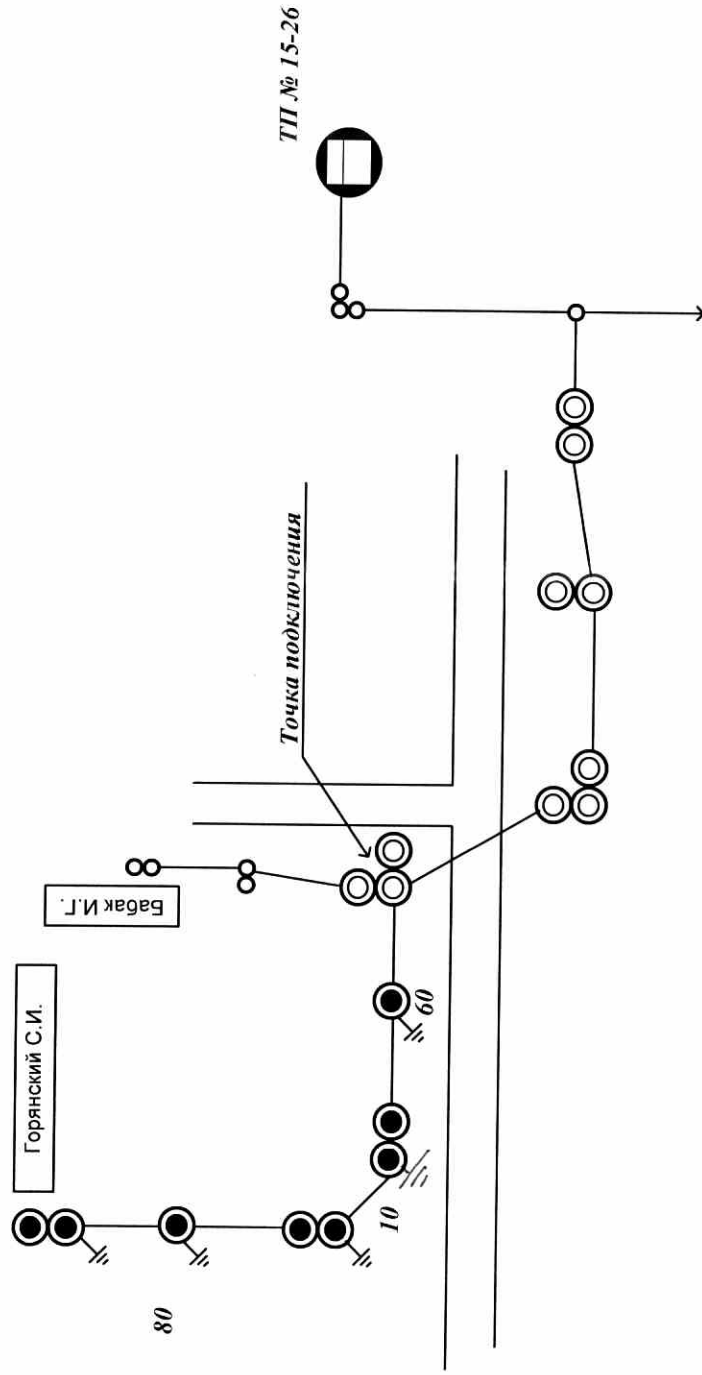 ТП № 15-26
Точка подключения
Бабак И.Г.
Горянский С.И.
60
10
80